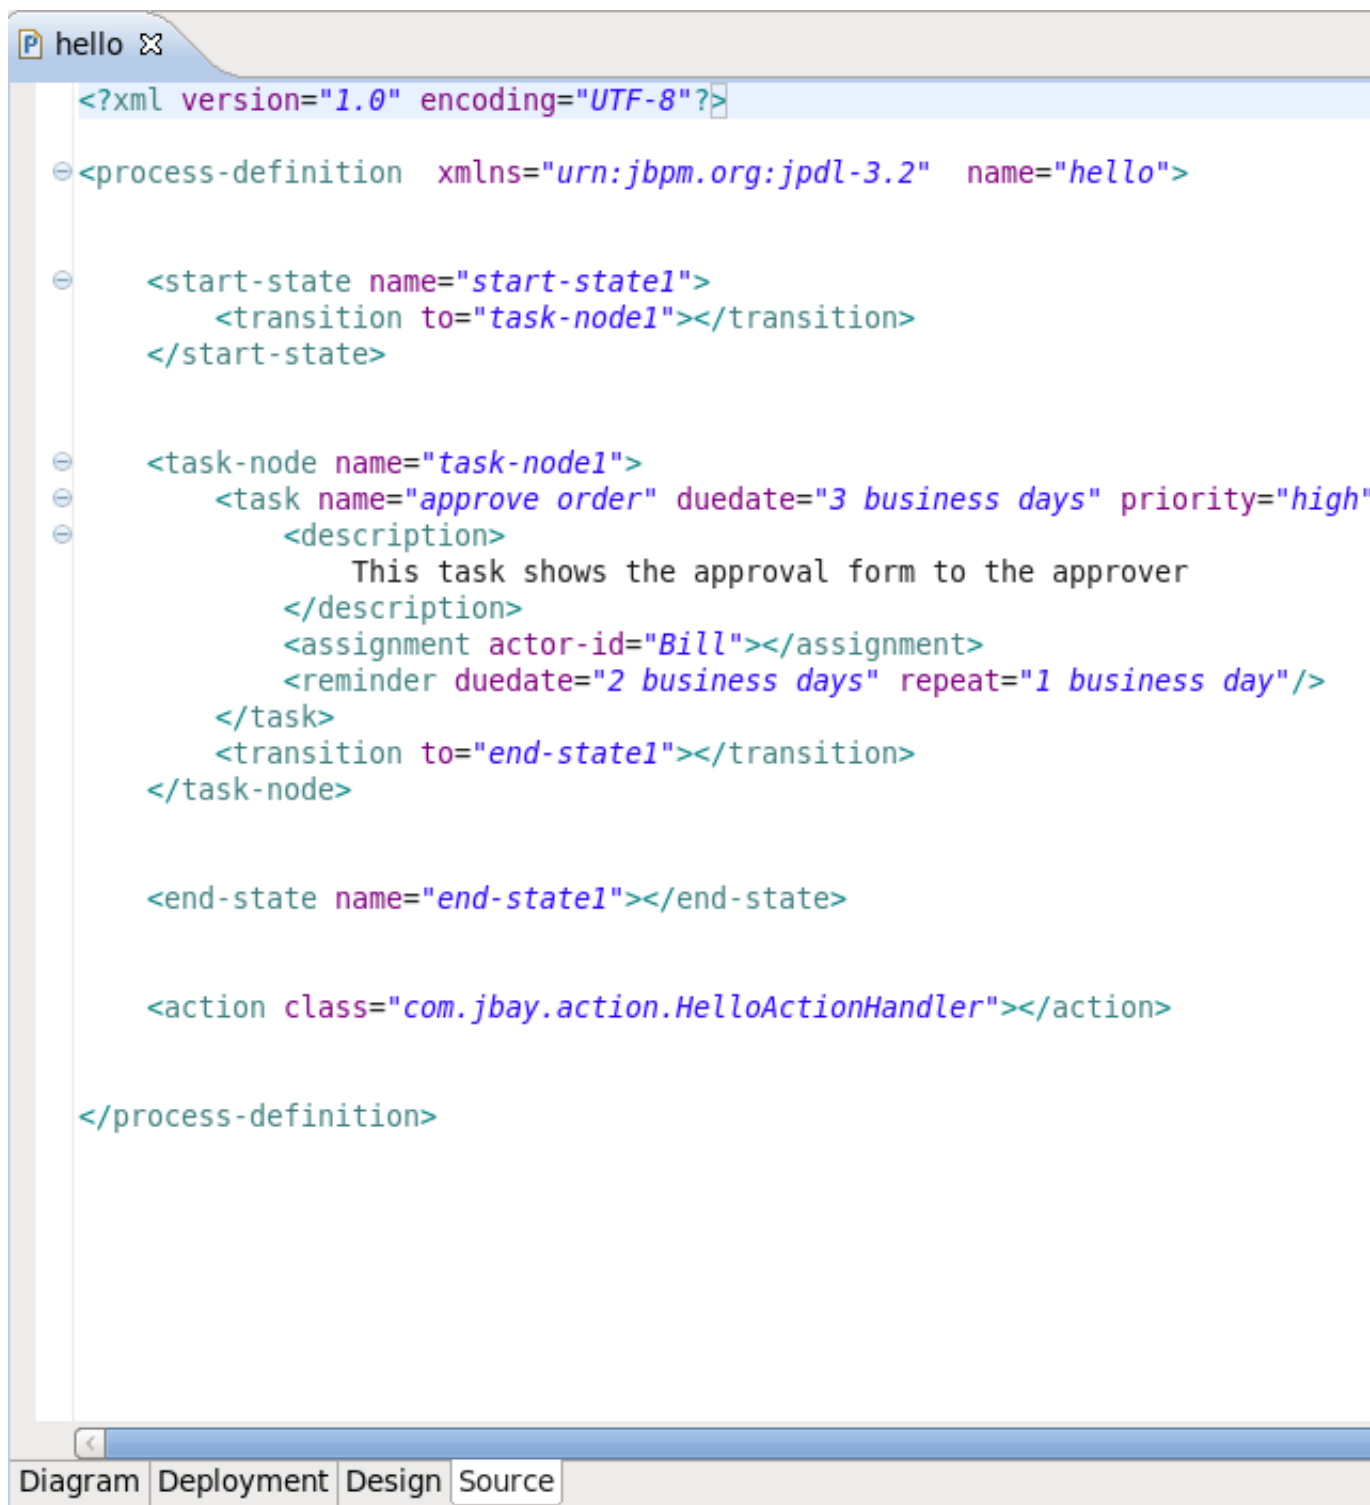 hello
<?xml version="1.0" encoding="UTF-8"?>
<process-definition  xmlns="urn:jbpm.org:jpdl-3.2"  name="hello">
<start-state name="start-state1">
<transition to="task-node1"></transition>
</start-state>
<task-node name="task-node1">
<task name="approve order" duedate="3 business days" priority="high"
<description>
This task shows the approval form to the approver
</description>
<assignment actor-id="Bill"></assignment>
<reminder duedate="2 business days" repeat="1 business day"/>
</task>
<transition to="end-state1"></transition>
</task-node>
<end-state name="end-state1"></end-state>
<action class="com.jbay.action.HelloActionHandler"></action>
</process-definition>
Diagram Deployment Design Source